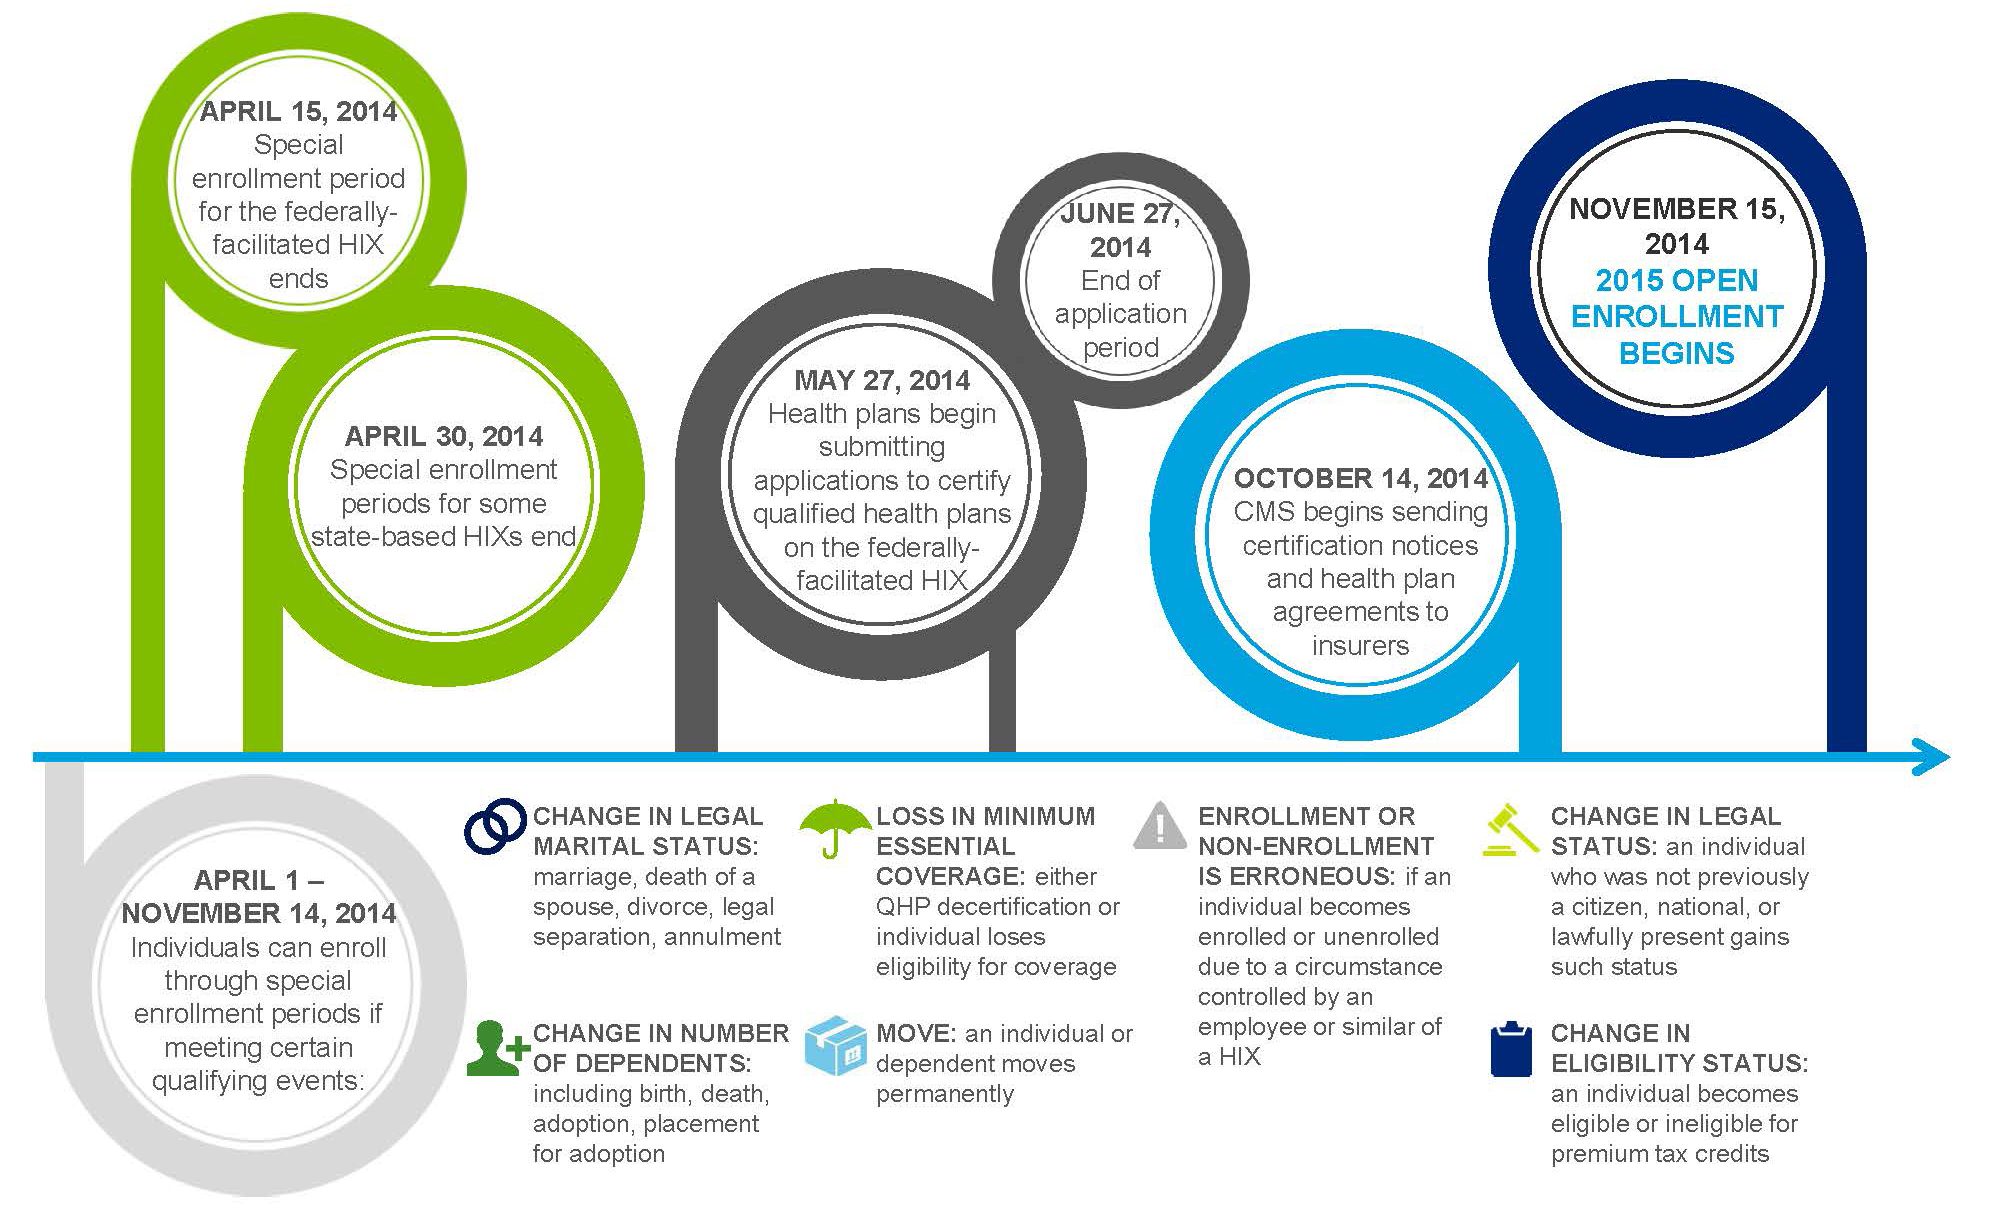 APRIL 15, 2014
Special
enrollment period
for the federally-
facilitated HIX
ends
APRIL 30, 2014
Special enrollment
periods for some
state-based HIXs end
MAY 27, 2014
Health plans begin
submitting
applications to certify
qualified health plans
on the federally-
facilitated HIX
JUNE 27,
2014
End of
application
period
OCTOBER 14, 2014
CMS begins sending
certification notices
and health plan
agreements to
insurers
NOVEMBER 15,
2014
2015 OPEN
ENROLLMENT
BEGINS
APRIL 1 –
NOVEMBER 14, 2014
Individuals can enroll
through special
enrollment periods if
meeting certain
qualifying events:
CHANGE IN LEGAL
MARITAL STATUS:
marriage, death of a
spouse, divorce, legal
separation, annulment
CHANGE IN NUMBER
OF DEPENDENTS:
including birth, death,
adoption, placement
for adoption
LOSS IN MINIMUM
ESSENTIAL
COVERAGE: either
QHP decertification or
individual loses
eligibility for coverage
MOVE: an individual or
dependent moves
permanently
ENROLLMENT OR
NON-ENROLLMENT
IS ERRONEOUS: if an
individual becomes
enrolled or unenrolled
due to a circumstance
controlled by an
employee or similar of
a HIX
CHANGE IN LEGAL
STATUS: an individual
who was not previously
a citizen, national, or
lawfully present gains
such status
CHANGE IN
ELIGIBILITY STATUS:
an individual becomes
eligible or ineligible for
premium tax credits